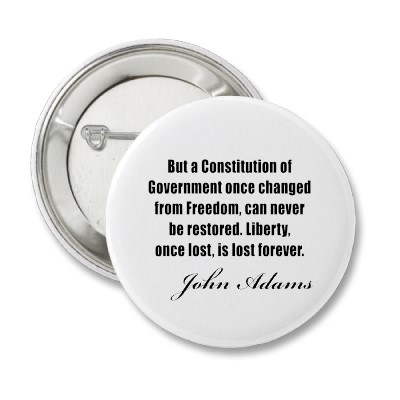 But a Constitution of
Government once changed
from Freedom, can never
be restored. Liberty,
once lost, is lost forever.
John Adams